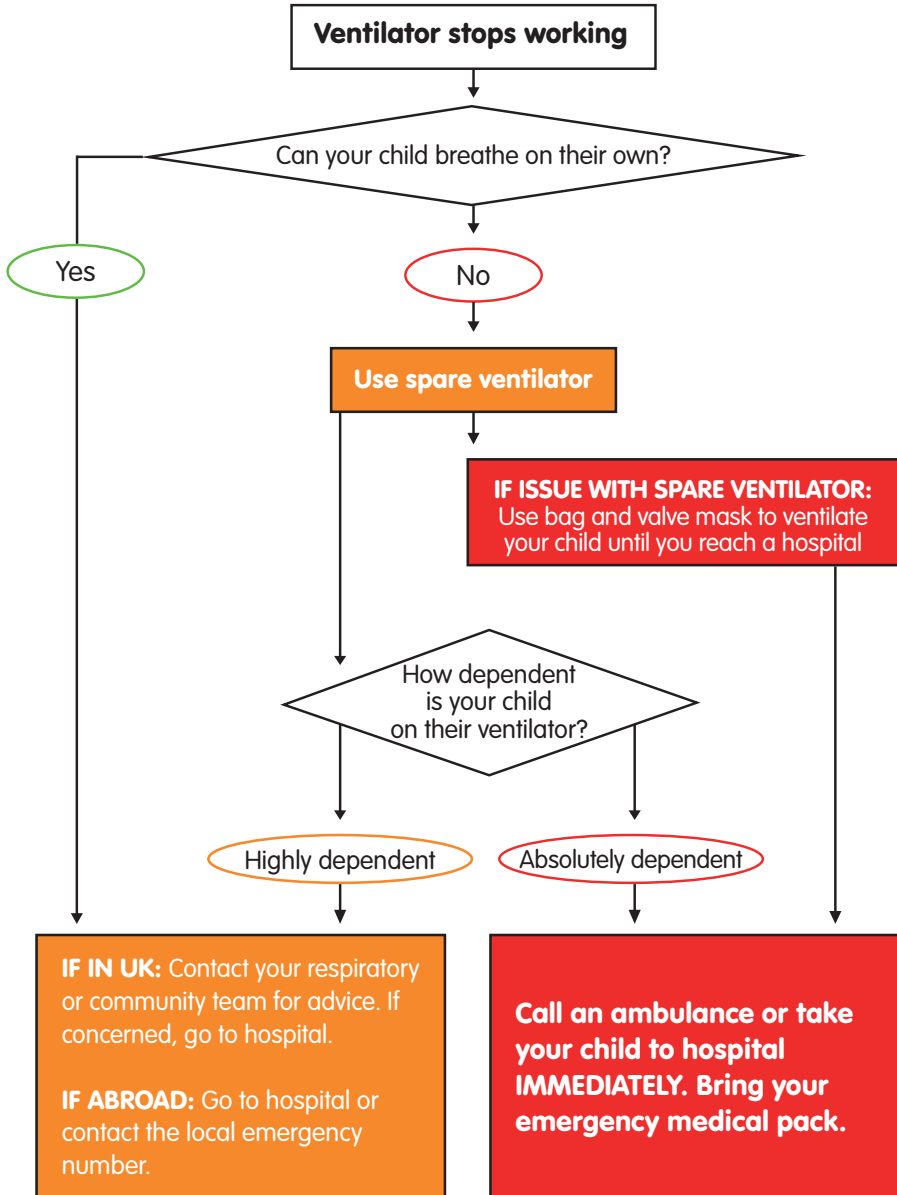 Ventilator stops working
Can your child breathe on their own?
Yes
No
Use spare ventilator
IF ISSUE WITH SPARE VENTILATOR:
Use bag and valve mask to ventilate
your child until you reach a hospital
How dependent
is your child
on their ventilator?
Highly dependent
Absolutely dependent
IF IN UK: Contact your respiratory
or community team for advice. If
concerned, go to hospital.
IF ABROAD: Go to hospital or
contact the local emergency
number.
Call an ambulance or take
your child to hospital
IMMEDIATELY. Bring your
emergency medical pack.